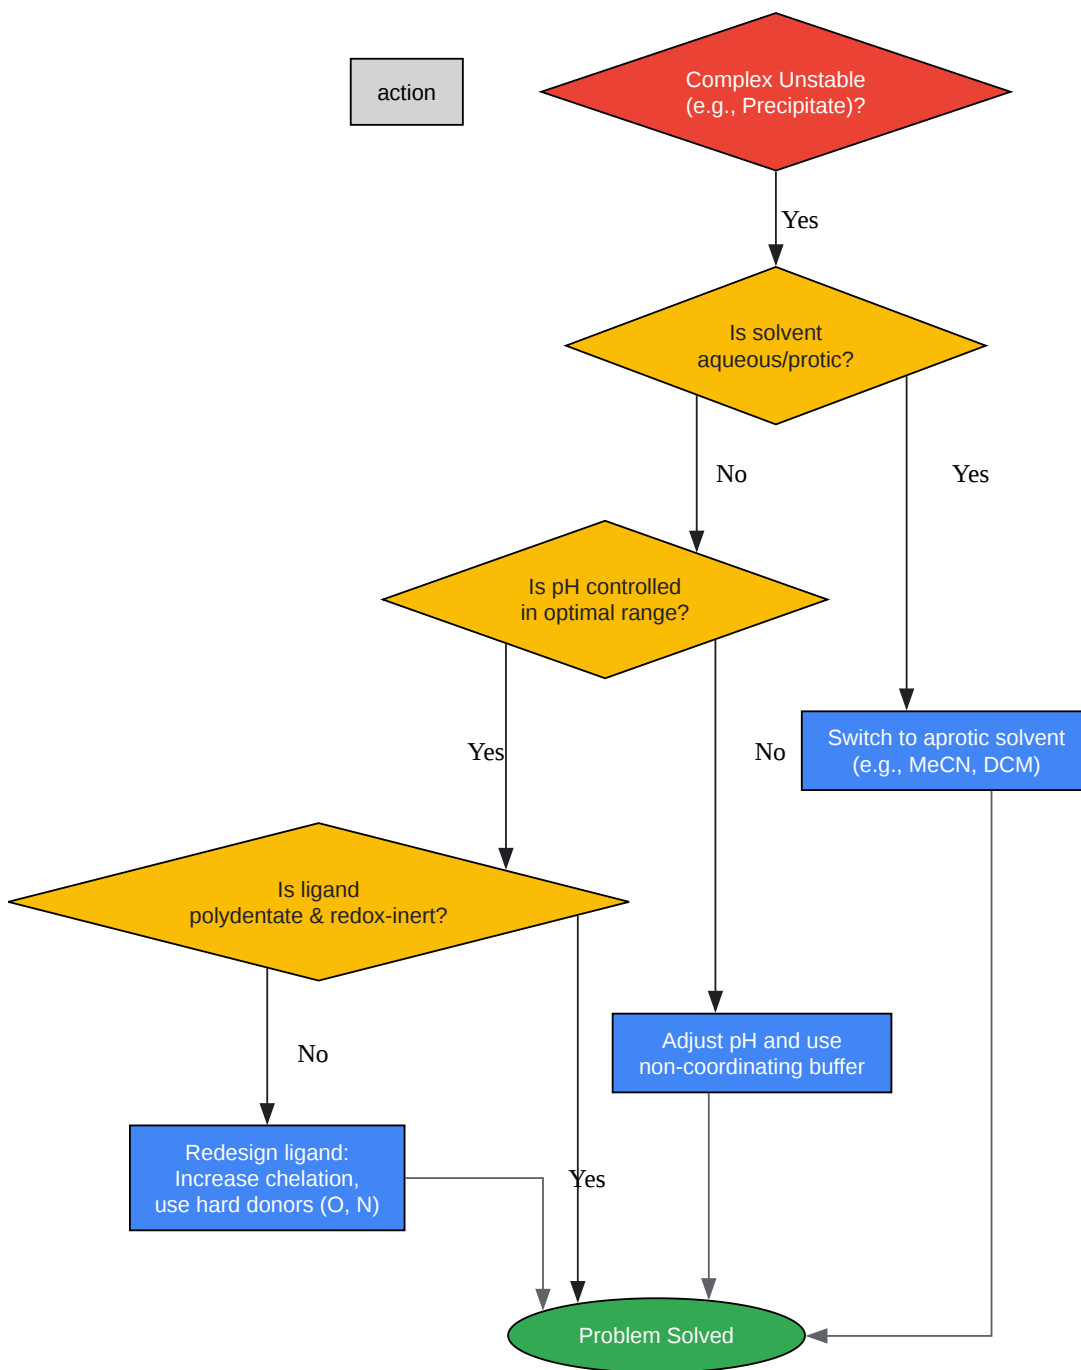 action
Complex Unstable
(e.g., Precipitate)?
Yes
Is solvent
aqueous/protic?
No
Yes
Is pH controlled
in optimal range?
Yes
No
Switch to aprotic solvent
(e.g., MeCN, DCM)
Is ligand
polydentate & redox-inert?
No
Adjust pH and use
non-coordinating buffer
Redesign ligand:
Increase chelation,
use hard donors (O, N)
Yes
Problem Solved